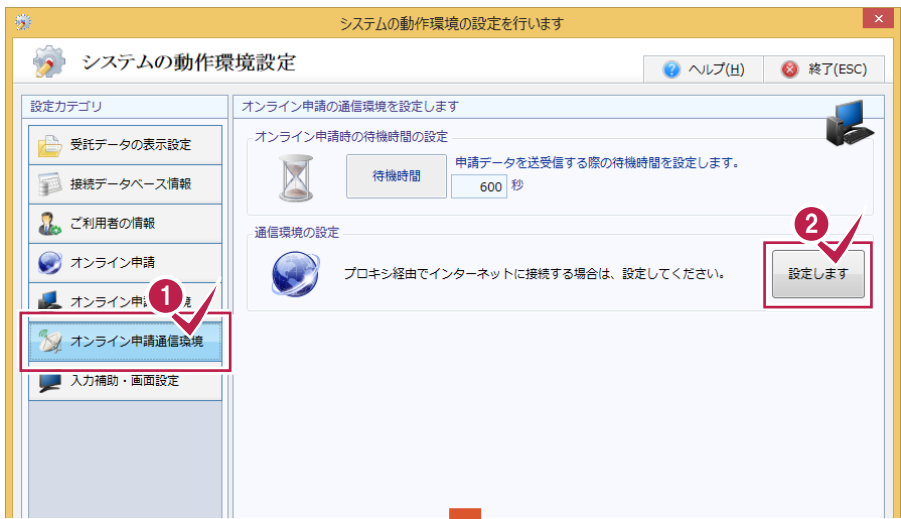 システムの動作環境の設定を行います
システムの動作環境設定
ヘルプ(H)
終了(ESC)
設定カテゴリ
受託データの表示設定
接続データベース情報
ご利用者の情報
オンライン申請
オンライン申
1
オンライン申請通信環境
入力補助・画面設定
オンライン申請の通信環境を設定します
オンライン申請時の待機時間の設定
待機時間
申請データを送受信する際の待機時間を設定します。
600 秒
通信環境の設定
2
プロキシ経由でインターネットに接続する場合は、設定してください。
設定します